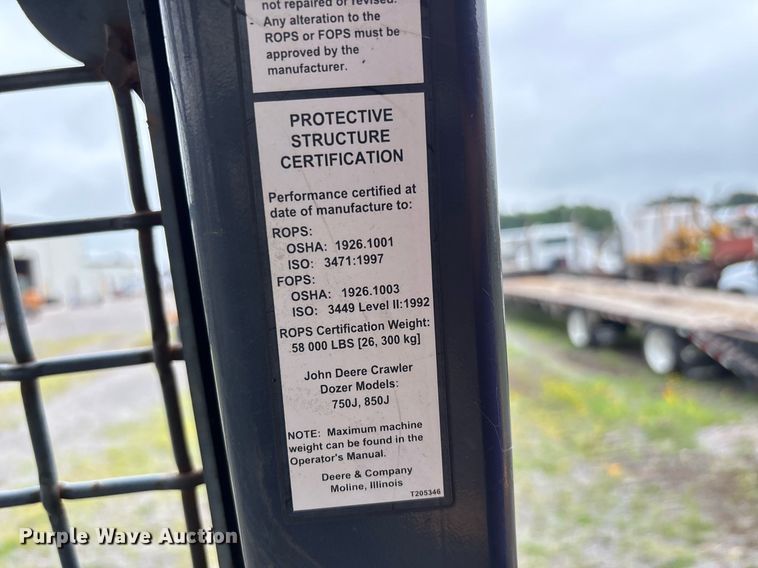 not repaired or revised.
Any alteration to the
ROPS or FOPS must be
approved by the
manufacturer.
PROTECTIVE
STRUCTURE
CERTIFICATION
Performance certified at
date of manufacture to:
ROPS:
OSHA: 1926.1001
ISO: 3471:1997
FOPS:
OSHA: 1926.1003
ISO: 3449 Level II:1992
ROPS Certification Weight:
58 000 LBS [26, 300 kg]
John Deere Crawler
Dozer Models:
750J, 850J
NOTE: Maximum machine
weight can be found in the
Operator's Manual.
Deere & Company
Moline, Illinois
T205346
Purple Wave Auction